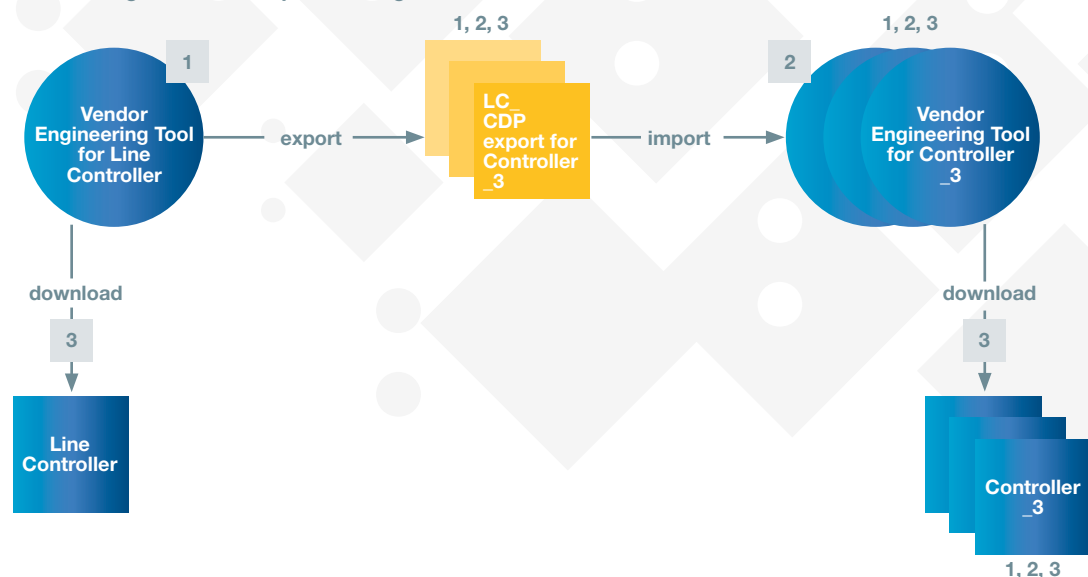 1, 2, 3
1, 2, 3
1
2
Vendor
Engineering Tool
for Line
Controller
export
LC_
CDP
export for
Controller
_3
import
Vendor
Engineering Tool
for Controller
_3
download
download
3
3
Line
Controller
Controller
_3
1, 2, 3